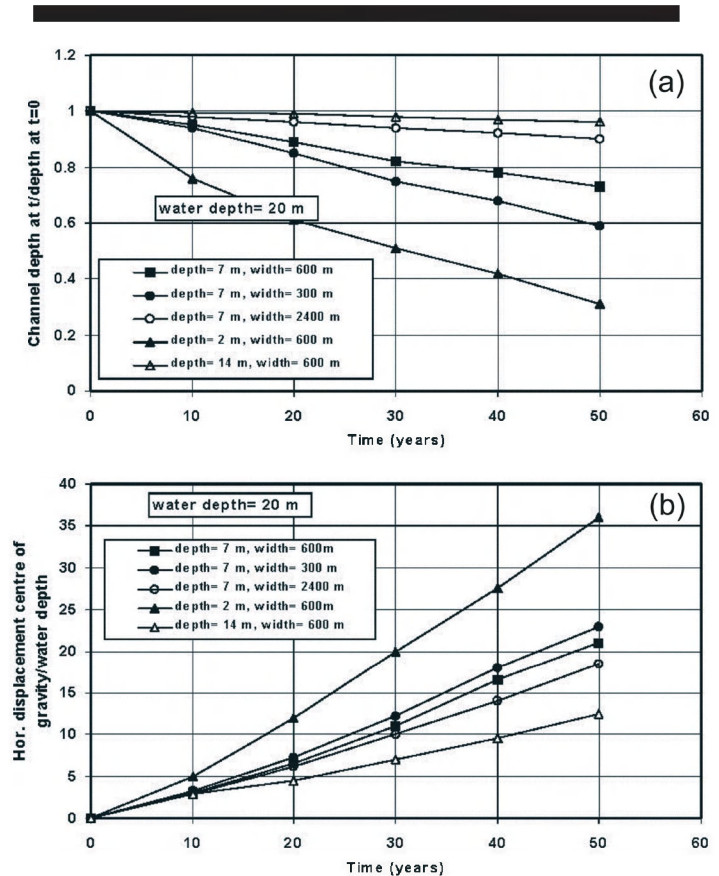 1.2
(a)
1
0.8
0.6
0.4
0.2
0
Channel depth at t/depth at t=0
water depth= 20 m
depth= 7 m, width= 600 m
depth= 7 m, width= 300 m
depth= 7 m, width= 2400 m
depth= 2 m, width= 600 m
depth= 14 m, width= 600 m
0 10 20 30 40 50 60
Time (years)
40
(b)
35
30
25
20
15
10
5
0
Hor. displacement centre of
gravity/water depth
water depth= 20 m
depth= 7 m, width= 600m
depth= 7 m, width= 300 m
depth= 7 m, width= 2400 m
depth= 2 m, width= 600m
depth= 14 m, width= 600 m
0 10 20 30 40 50 60
Time (years)